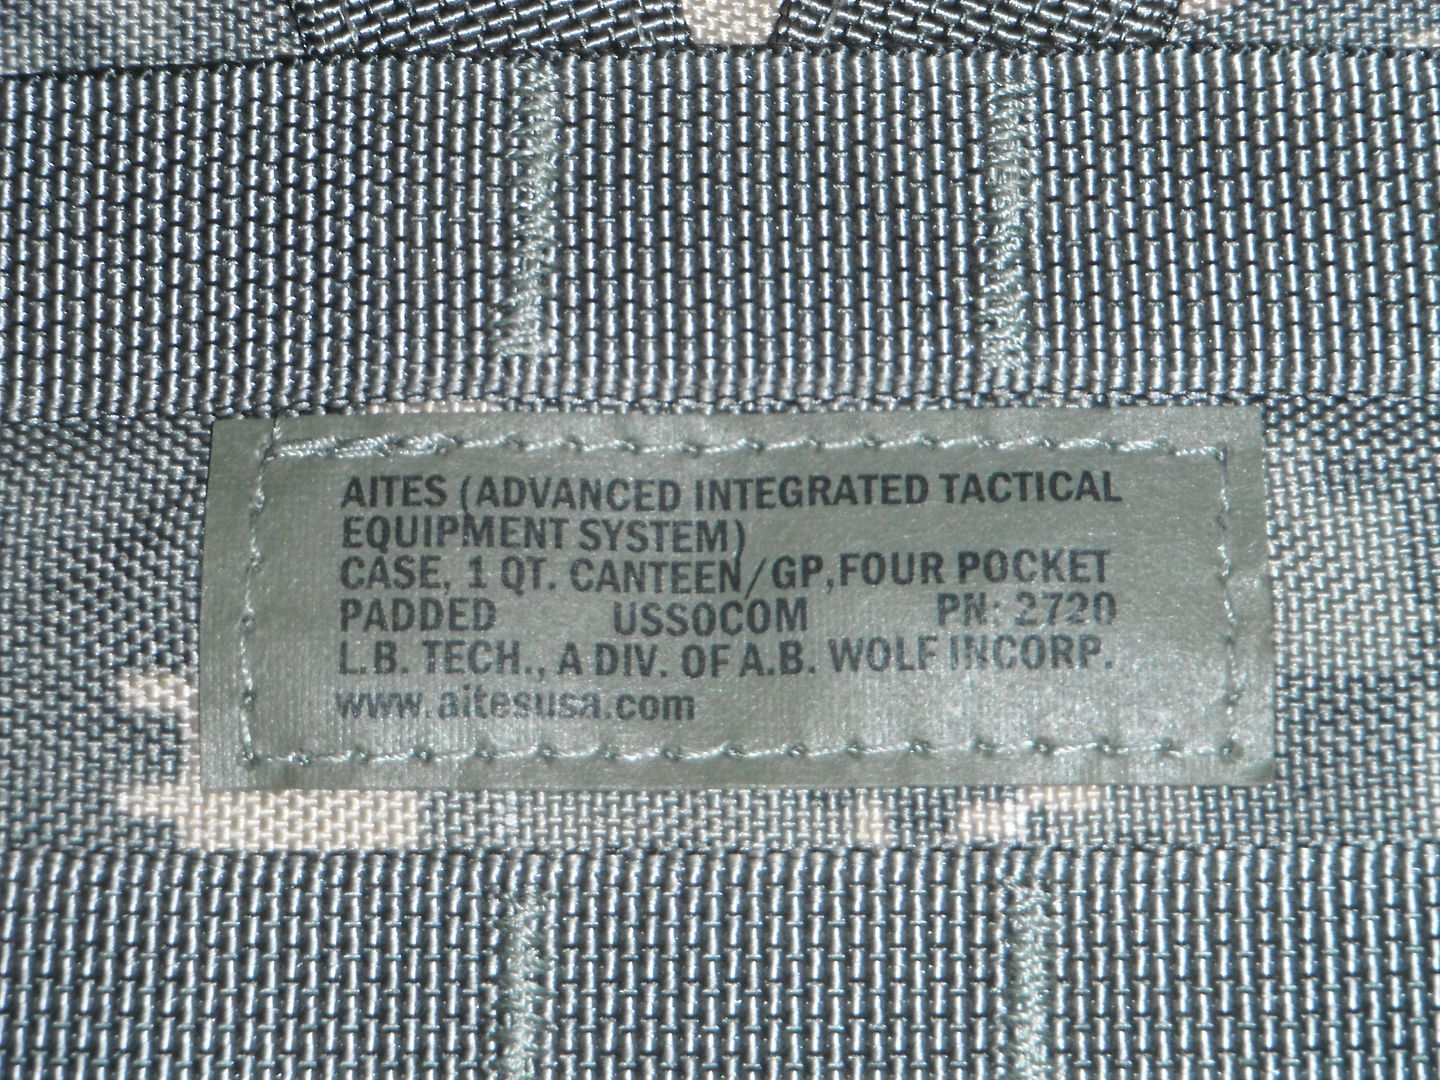 AITES (ADVANCED INTEGRATED TACTICAL
EQUIPMENT SYSTEM)
CASE, 1 QT. CANTEEN/GP,FOUR POCKET
PADDED USSOCOM PN: 2720
L.B. TECH., A DIV. OF A.B. WOLF INCORP.
www.aitesusa.com